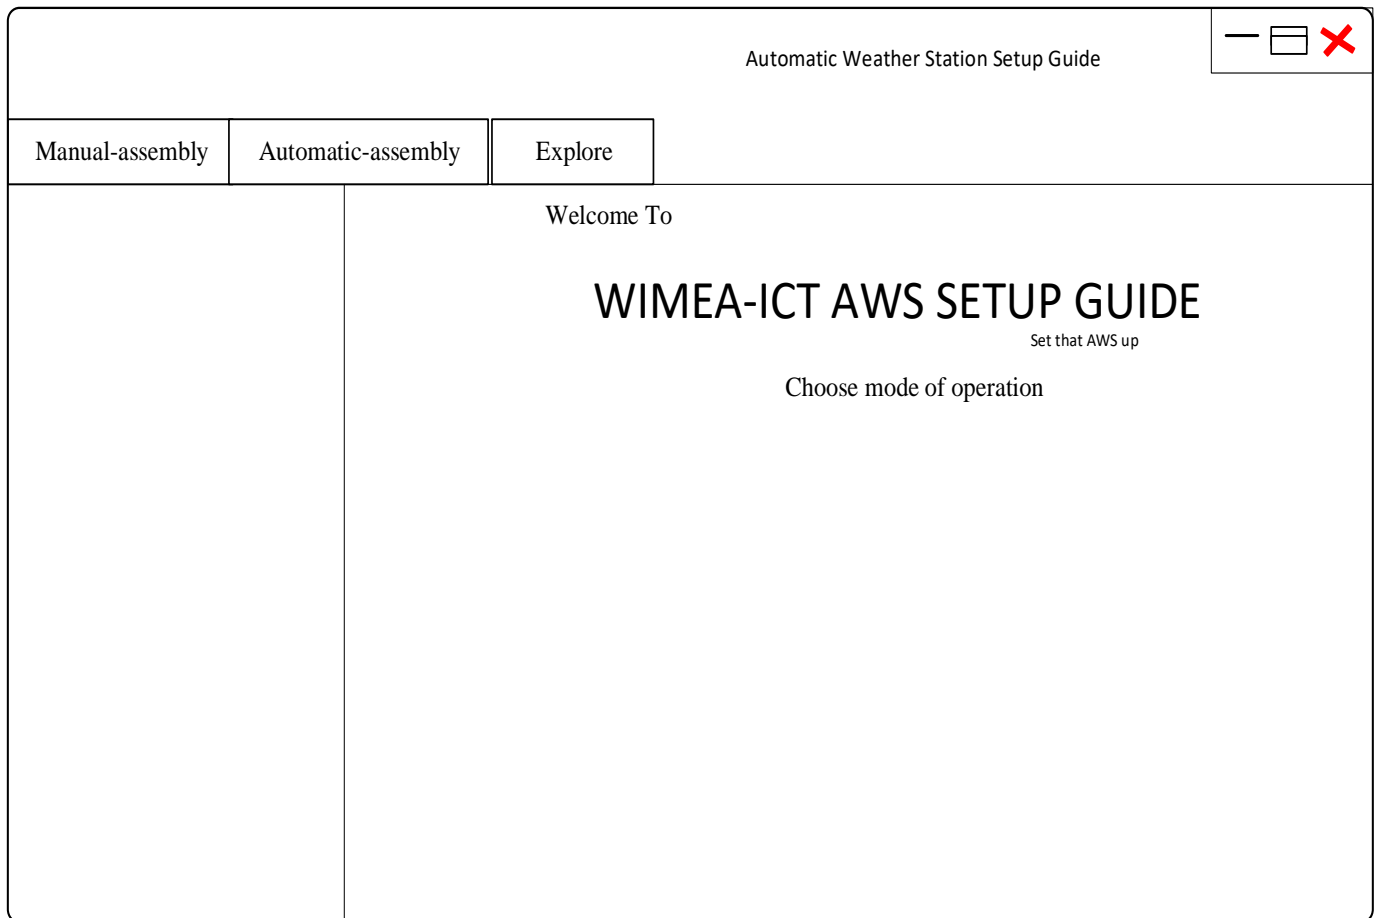 Automatic Weather Station Setup Guide
Manual-assembly
Automatic-assembly
Explore
Welcome To
WIMEA-ICT AWS SETUP GUIDE
Set that AWS up
Choose mode of operation